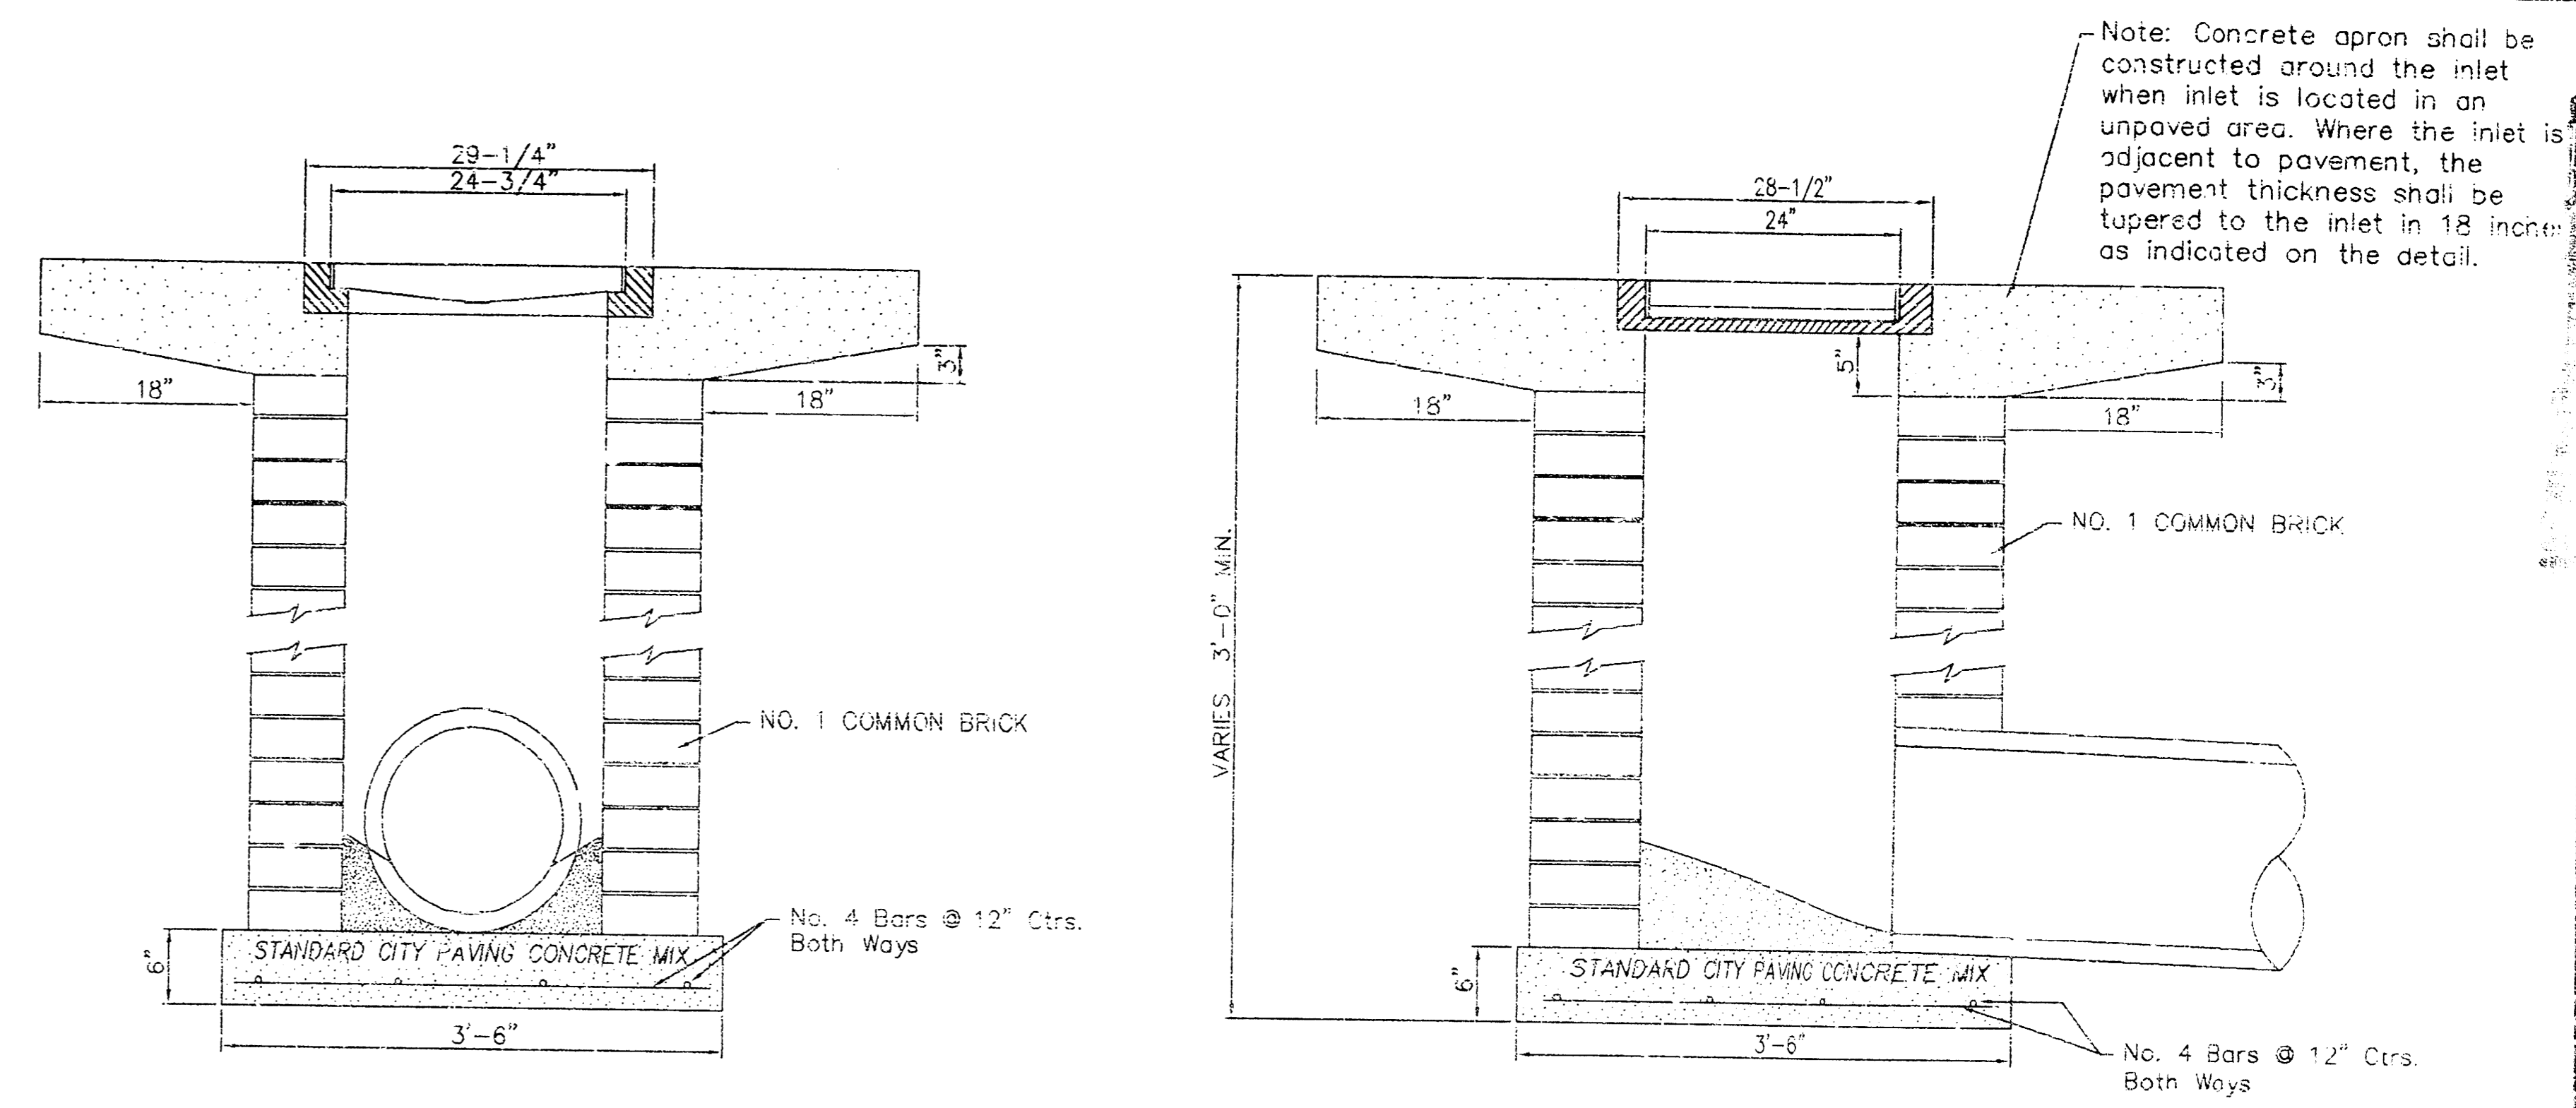 Note: Concrete apron shall be
constructed around the inlet
when inlet is located in an
unpaved area. Where the inlet is
adjacent to pavement, the
pavement thickness shall be
tapered to the inlet in 18 inches
as indicated on the detail.
29-1/4"
24-3/4"
18"
18"
3"
NO. 1 COMMON BRICK
No. 4 Bars @ 12" Ctrs.
Both Ways
STANDARD CITY PAVING CONCRETE MIX
6"
3'-6"
28-1/2"
24"
5"
18"
18"
3"
VARIES 3'-0" MIN.
NO. 1 COMMON BRICK
STANDARD CITY PAVING CONCRETE MIX
6"
3'-6"
No. 4 Bars @ 12" Ctrs.
Both Ways